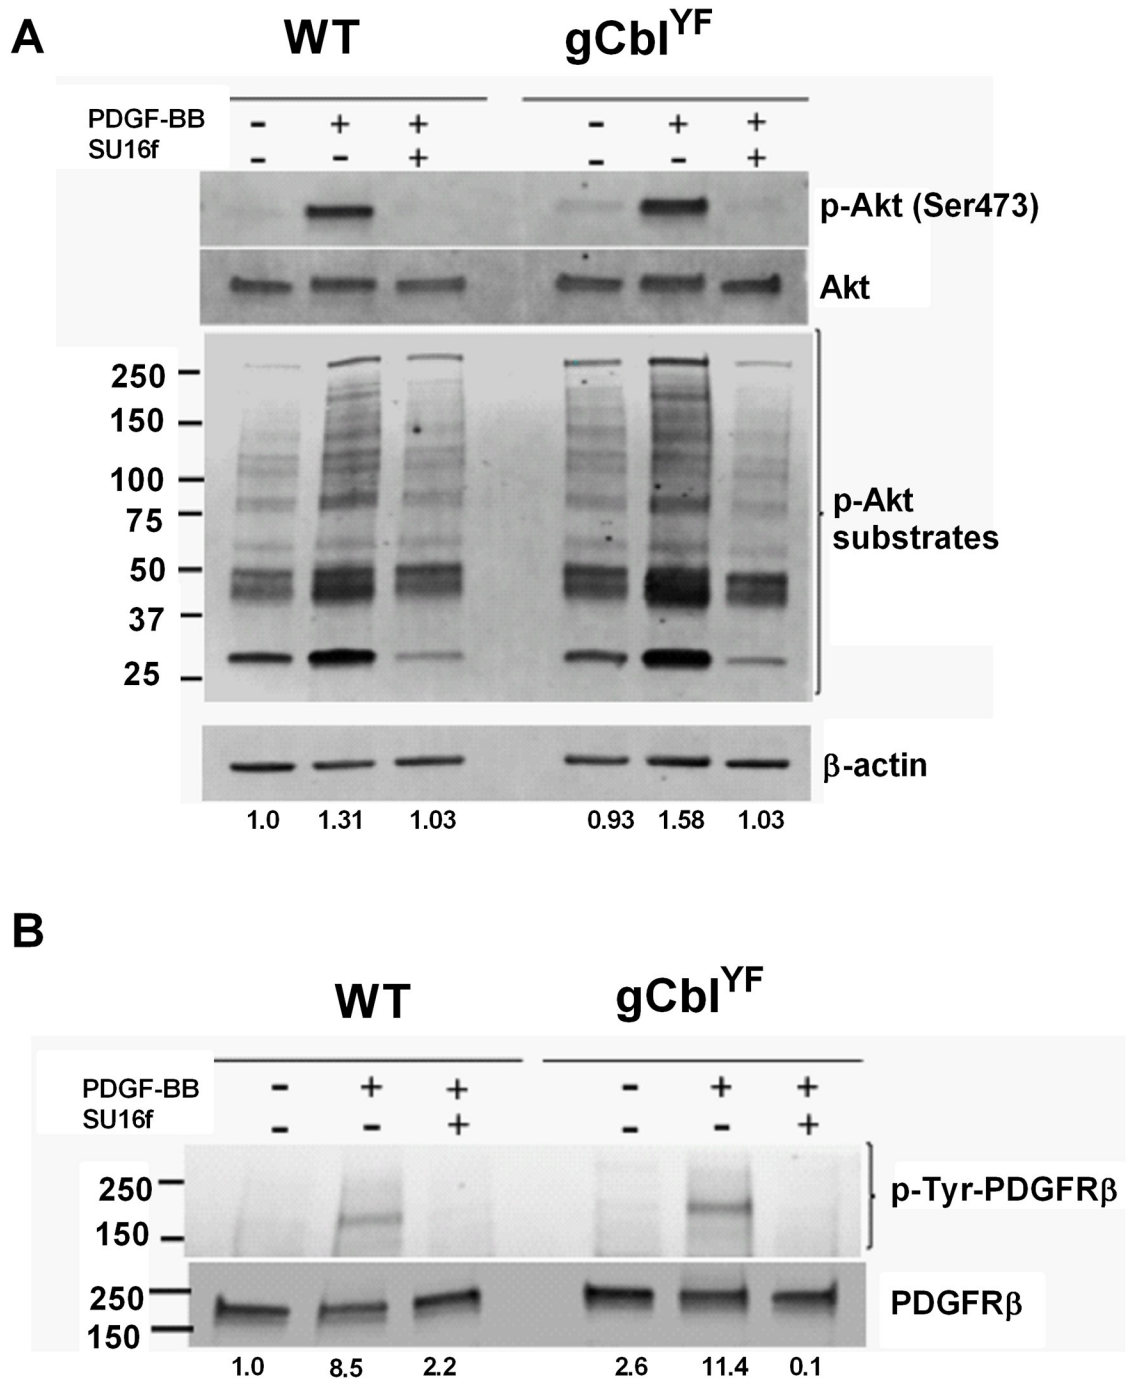 A
WT gCbl^YF
PDGF-BB - + + - + +
SU16f - - + - - +
p-Akt (Ser473)
Akt
250
150
100
75
50
37
25
p-Akt
substrates
β-actin
1.0 1.31 1.03 0.93 1.58 1.03
B
WT gCbl^YF
PDGF-BB - + + - + +
SU16f - - + - - +
250
150
p-Tyr-PDGFRβ
250
150
PDGFRβ
1.0 8.5 2.2 2.6 11.4 0.1